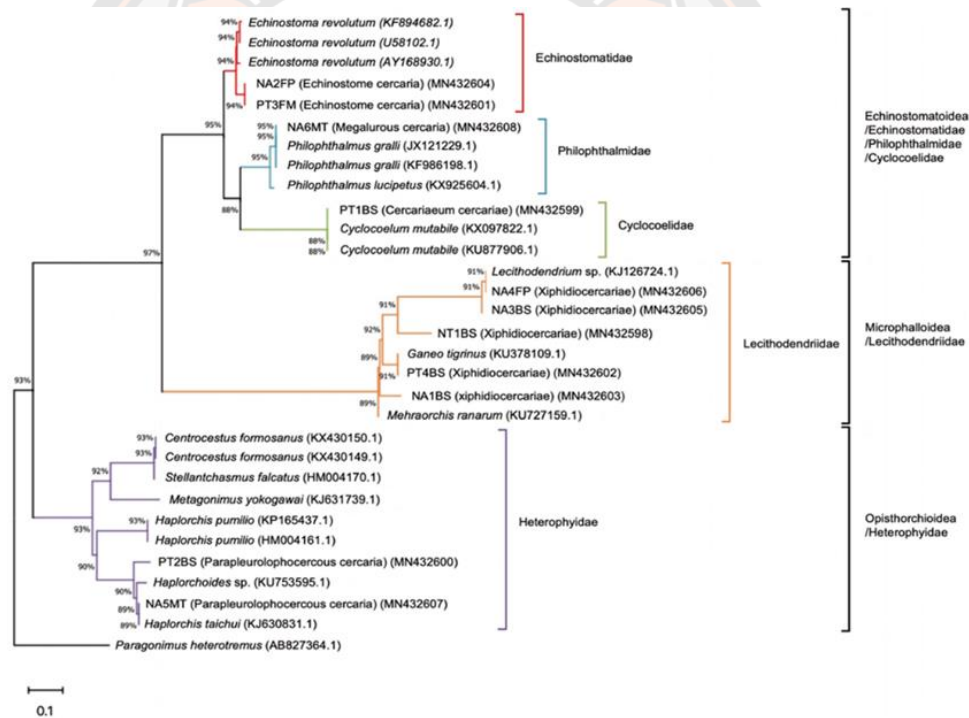 94%
Echinostoma revolutum (KF894682.1)
94%
Echinostoma revolutum (U58102.1)
94%
Echinostoma revolutum (AY168930.1)
Echinostomatidae
NA2FP (Echinostome cercaria) (MN432604)
94%
PT3FM (Echinostome cercaria) (MN432601)
95%
95%
NA6MT (Megalurous cercaria) (MN432608)
95%
Philophthalmus gralli (JX121229.1)
95%
Philophthalmus gralli (KF986198.1)
Philophthalmidae
Philophthalmus lucipetus (KX925604.1)
88%
PT1BS (Cercariaeum cercariae) (MN432599)
Cyclocoelum mutabile (KX097822.1)
Cyclocoelidae
88%
88%
Cyclocoelum mutabile (KU877906.1)
Echinostomatoidea
/Echinostomatidae
/Philophthalmidae
/Cyclocoelidae
97%
91%
Lecithodendrium sp. (KJ126724.1)
91%
NA4FP (Xiphidiocercariae) (MN432606)
91%
NA3BS (Xiphidiocercariae) (MN432605)
92%
NT1BS (Xiphidiocercariae) (MN432598)
Lecithodendriidae
89%
Ganeo tigrinus (KU378109.1)
91%
PT4BS (Xiphidiocercariae) (MN432602)
NA1BS (xiphidiocercariae) (MN432603)
89%
Mehraorchis ranarum (KU727159.1)
Microphalloidea
/Lecithodendriidae
93%
93%
Centrocestus formosanus (KX430150.1)
93%
Centrocestus formosanus (KX430149.1)
92%
Stellantchasmus falcatus (HM004170.1)
Metagonimus yokogawai (KJ631739.1)
93%
93%
Haplorchis pumilio (KP165437.1)
Heterophyidae
Haplorchis pumilio (HM004161.1)
90%
PT2BS (Parapleurolophocercous cercaria) (MN432600)
90%
Haplorchoides sp. (KU753595.1)
89%
NA5MT (Parapleurolophocercous cercaria) (MN432607)
89%
Haplorchis taichui (KJ630831.1)
Opisthorchioidea
/Heterophyidae
Paragonimus heterotremus (AB827364.1)
0.1